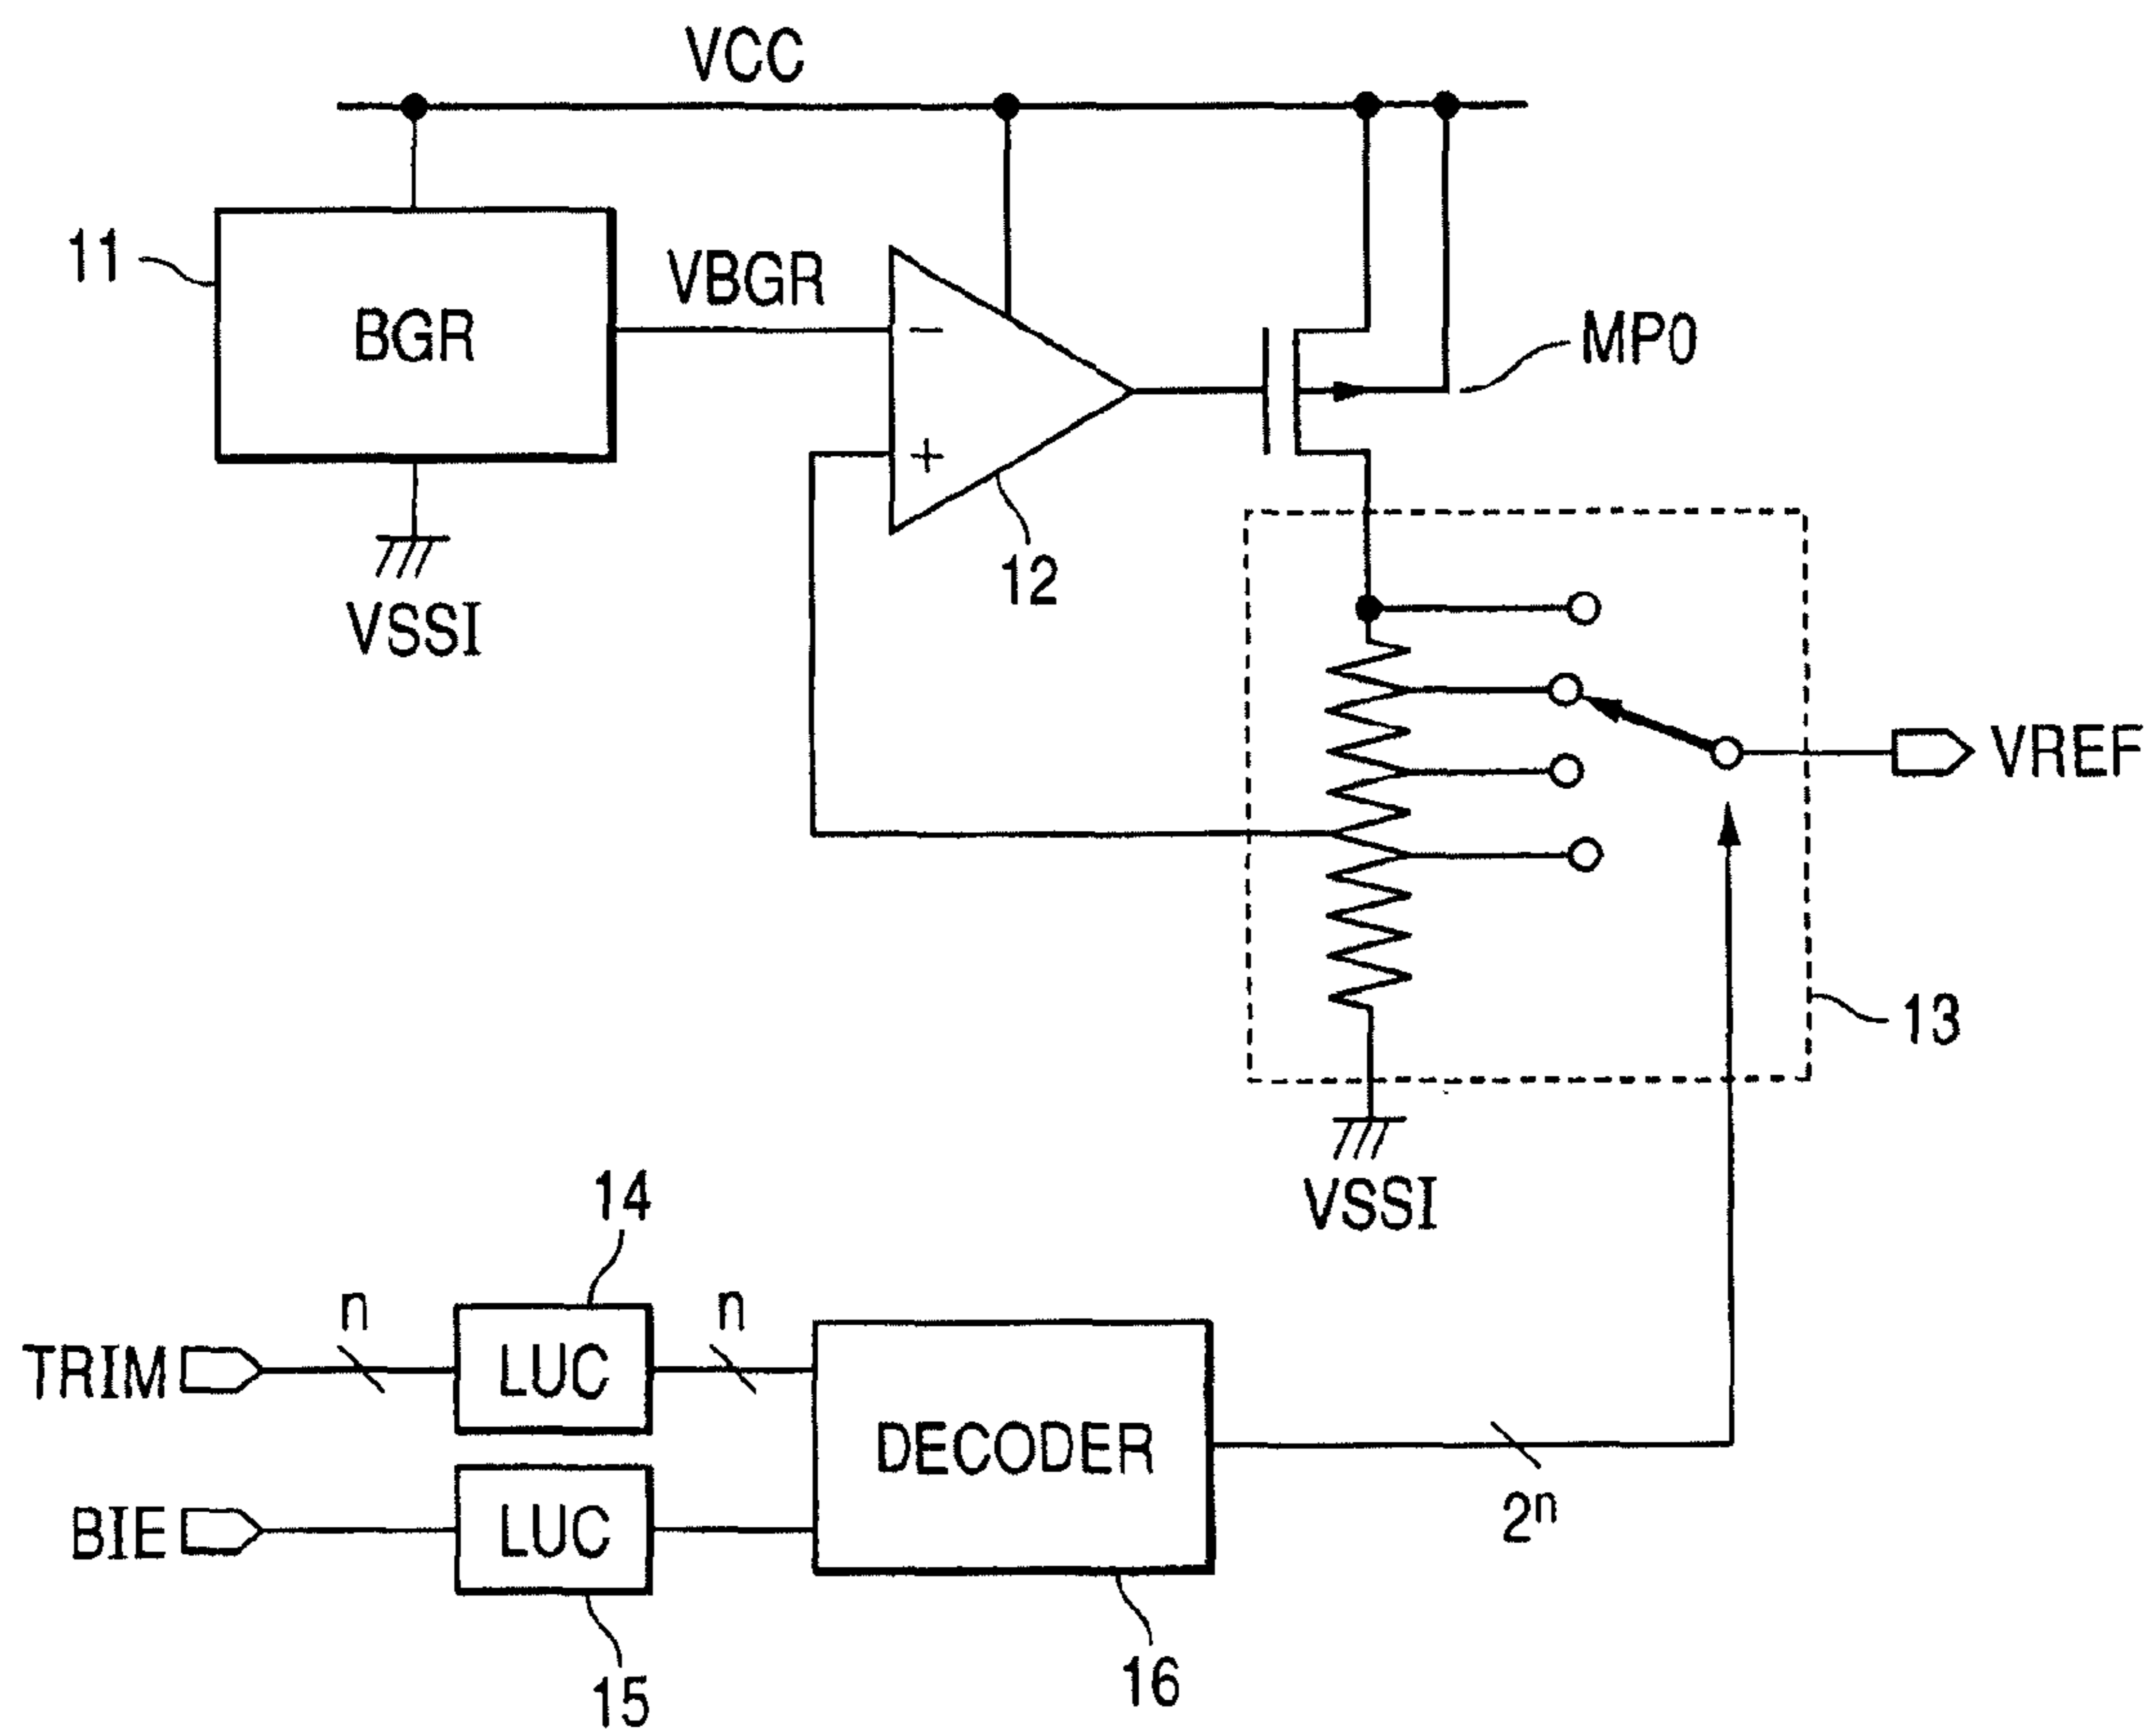 VCC
11
BGR
VBGR
−
+
12
MP0
VSSI
VREF
13
VSSI
14
TRIM
n
LUC
n
DECODER
2ⁿ
BIE
LUC
15
16